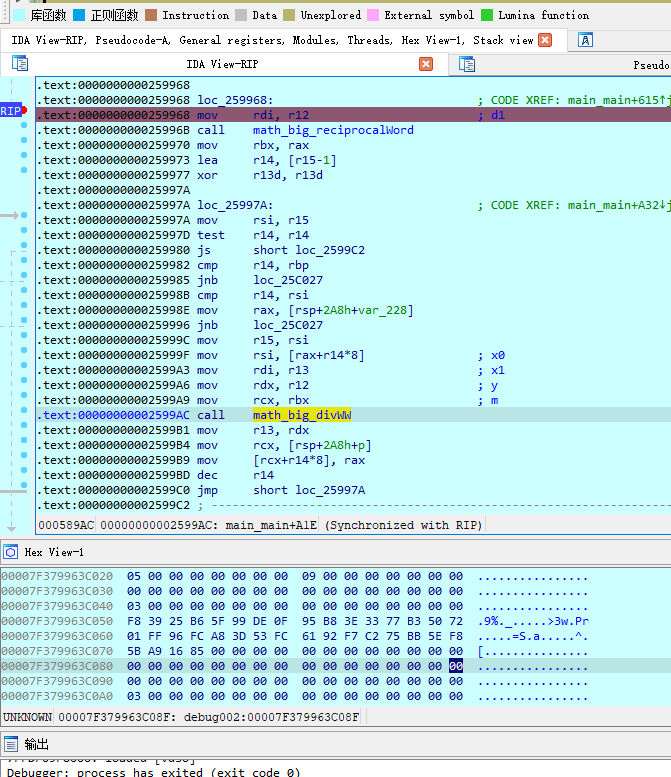 库函数 正则函数 Instruction Data Unexplored External symbol Lumina function
IDA View-RIP, Pseudocode-A, General registers, Modules, Threads, Hex View-1, Stack view
IDA View-RIP Pseudo
.text:0000000000259968
.text:0000000000259968 loc_259968: ; CODE XREF: main_main+615↑j
RIP .text:0000000000259968 mov rdi, r12 ; d1
.text:000000000025996B call math_big_reciprocalWord
.text:0000000000259970 mov rbx, rax
.text:0000000000259973 lea r14, [r15-1]
.text:0000000000259977 xor r13d, r13d
.text:000000000025997A
.text:000000000025997A loc_25997A: ; CODE XREF: main_main+A32↓j
.text:000000000025997A mov rsi, r15
.text:000000000025997D test r14, r14
.text:0000000000259980 js short loc_2599C2
.text:0000000000259982 cmp r14, rbp
.text:0000000000259985 jnb loc_25C027
.text:000000000025998B cmp r14, rsi
.text:000000000025998E mov rax, [rsp+2A8h+var_228]
.text:0000000000259996 jnb loc_25C027
.text:000000000025999C mov r15, rsi
.text:000000000025999F mov rsi, [rax+r14*8] ; x0
.text:00000000002599A3 mov rdi, r13 ; x1
.text:00000000002599A6 mov rdx, r12 ; y
.text:00000000002599A9 mov rcx, rbx ; m
.text:00000000002599AC call math_big_divWW
.text:00000000002599B1 mov r13, rdx
.text:00000000002599B4 mov rcx, [rsp+2A8h+p]
.text:00000000002599B9 mov [rcx+r14*8], rax
.text:00000000002599BD dec r14
.text:00000000002599C0 jmp short loc_25997A
.text:00000000002599C2 ; ---------------------------------------------------------------------------
000589AC 00000000002599AC: main_main+A1E (Synchronized with RIP)
Hex View-1
00007F379963C020 05 00 00 00 00 00 00 00 09 00 00 00 00 00 00 00 ................
00007F379963C030 00 00 00 00 00 00 00 00 00 00 00 00 00 00 00 00 ................
00007F379963C040 03 00 00 00 00 00 00 00 00 00 00 00 00 00 00 00 ................
00007F379963C050 F8 39 25 B6 5F 99 DE 0F 95 B8 3E 33 77 B3 50 72 .9%._.....>3w.Pr
00007F379963C060 01 FF 96 FC A8 3D 53 FC 61 92 F7 C2 75 BB 5E F8 .....=S.a.....^.
00007F379963C070 5B A9 16 85 00 00 00 00 00 00 00 00 00 00 00 00 [...............
00007F379963C080 00 00 00 00 00 00 00 00 00 00 00 00 00 00 00 00 ................
00007F379963C090 00 00 00 00 00 00 00 00 00 00 00 00 00 00 00 00 ................
00007F379963C0A0 03 00 00 00 00 00 00 00 00 00 00 00 00 00 00 00 ................
UNKNOWN 00007F379963C08F: debug002:00007F379963C08F
输出
Debugger: process has exited (exit code 0)